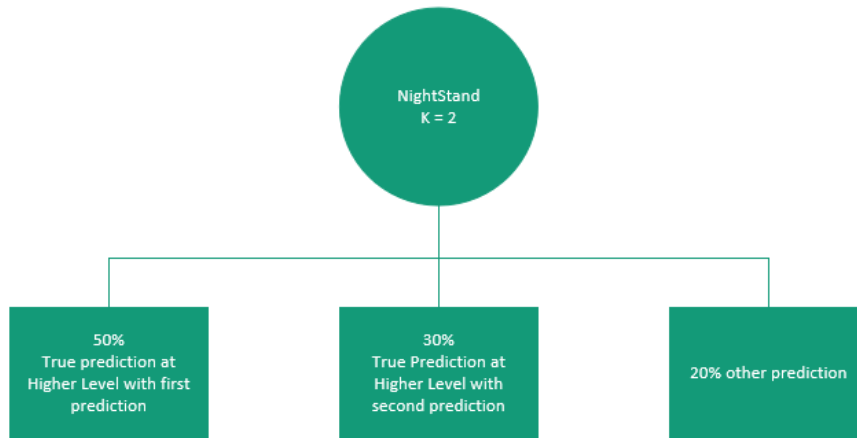 NightStand
K = 2
50%
True prediction at
Higher Level with first
prediction
30%
True Prediction at
Higher Level with
second prediction
20% other prediction